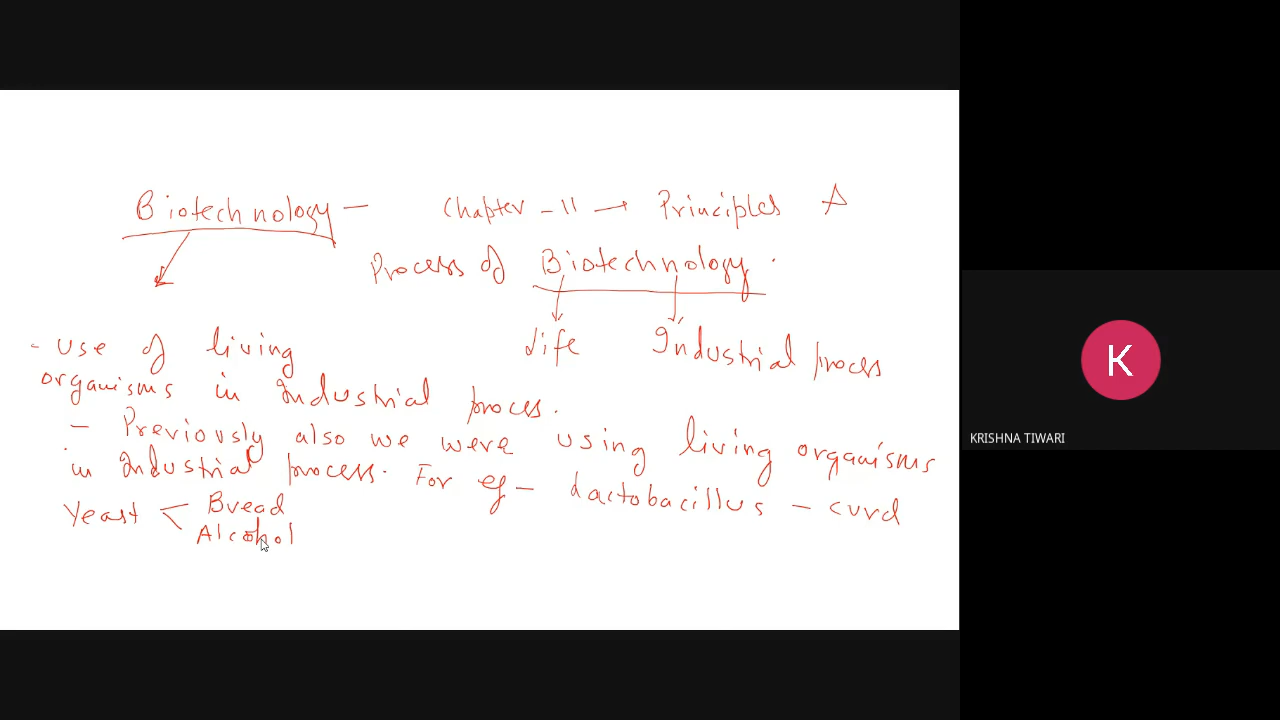 Biotechnology - Chapter - 11 → Principles &
Process of Biotechnology.
Life Industrial process
- Use of living
organisms in Industrial proces.
- Previously also we were using living organisms
in Industrial process. For eg - Lactobacillus - curd
Yeast Bread
Alcohol
K
KRISHNA TIWARI